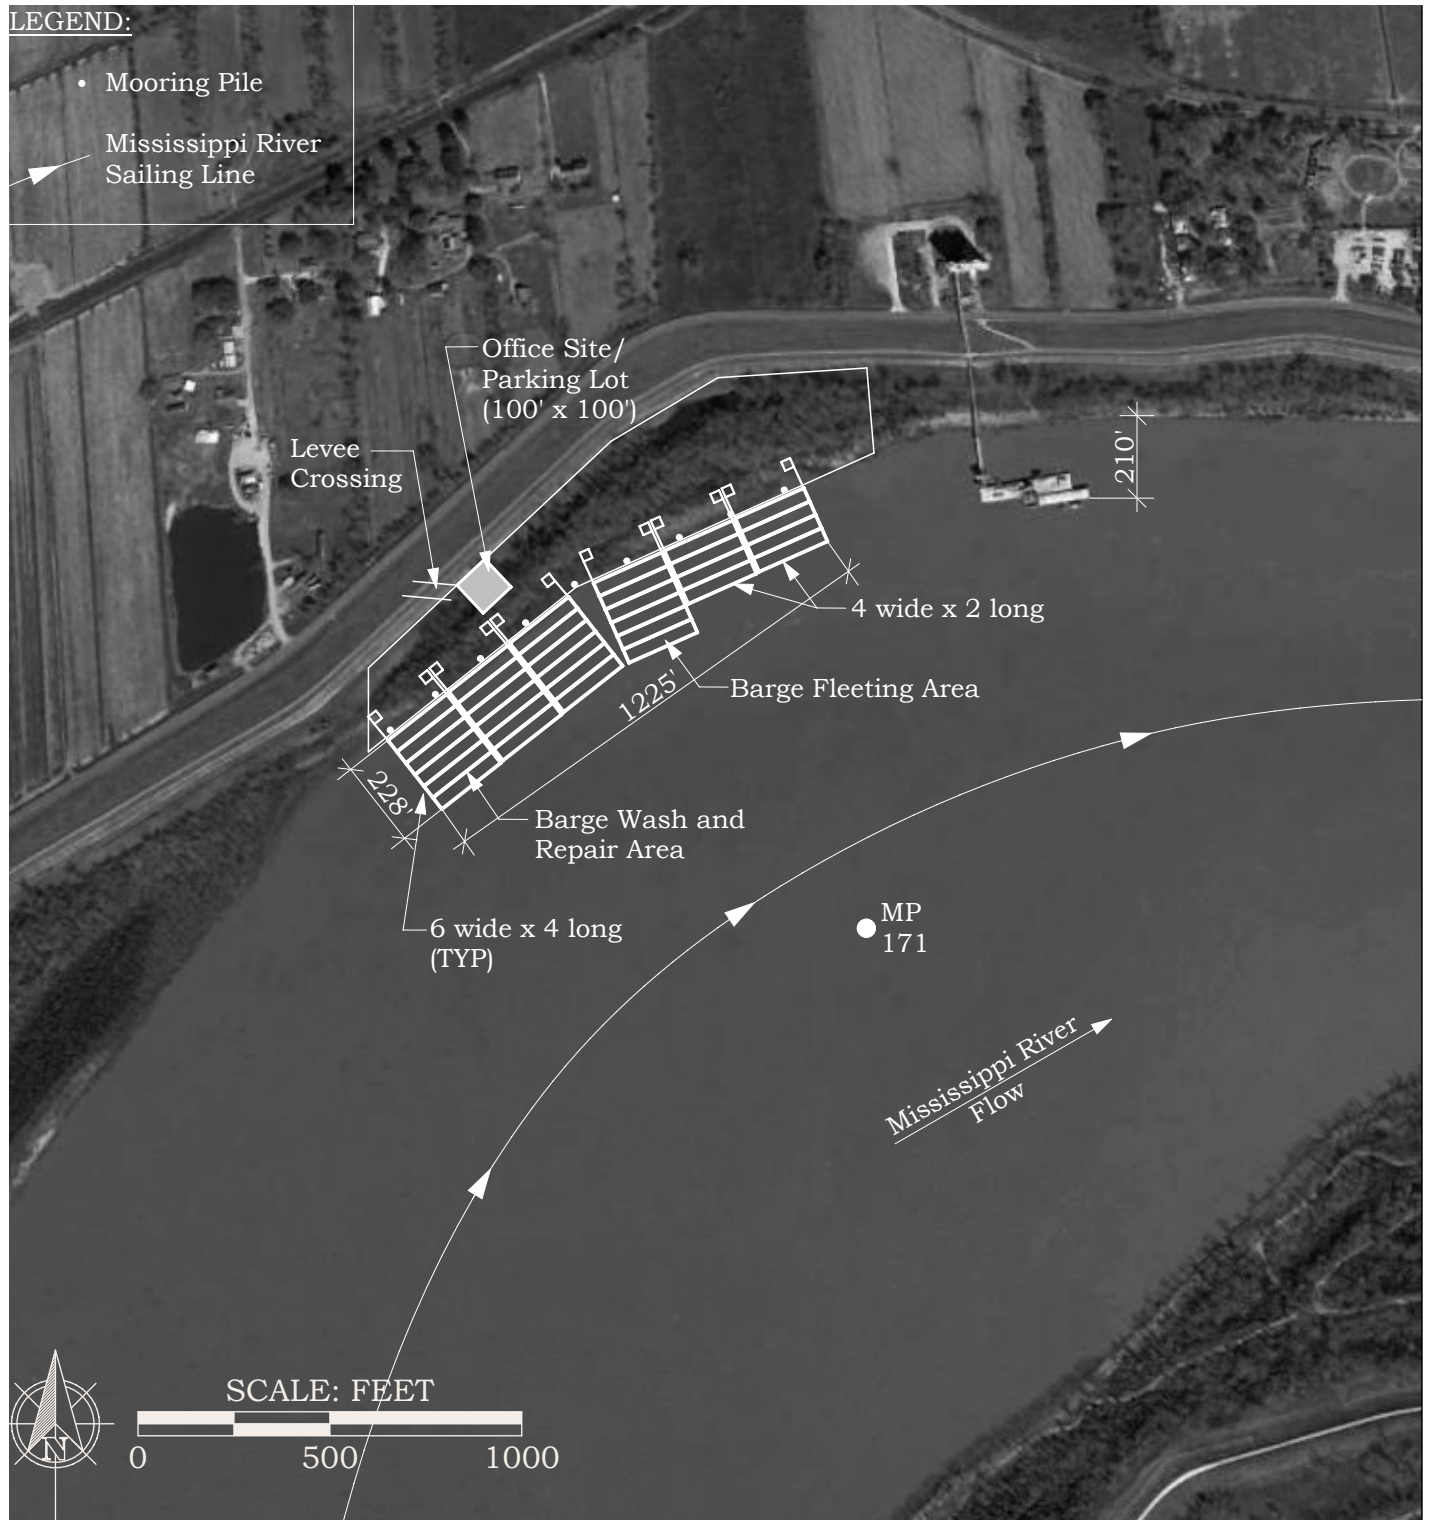 LEGEND:
Mooring Pile
Mississippi River
Sailing Line
Office Site/
Parking Lot
(100' x 100')
Levee
Crossing
210'
4 wide x 2 long
Barge Fleeting Area
1225'
228'
Barge Wash and
Repair Area
6 wide x 4 long
(TYP)
MP
171
Mississippi River
Flow
SCALE: FEET
0 500 1000
N